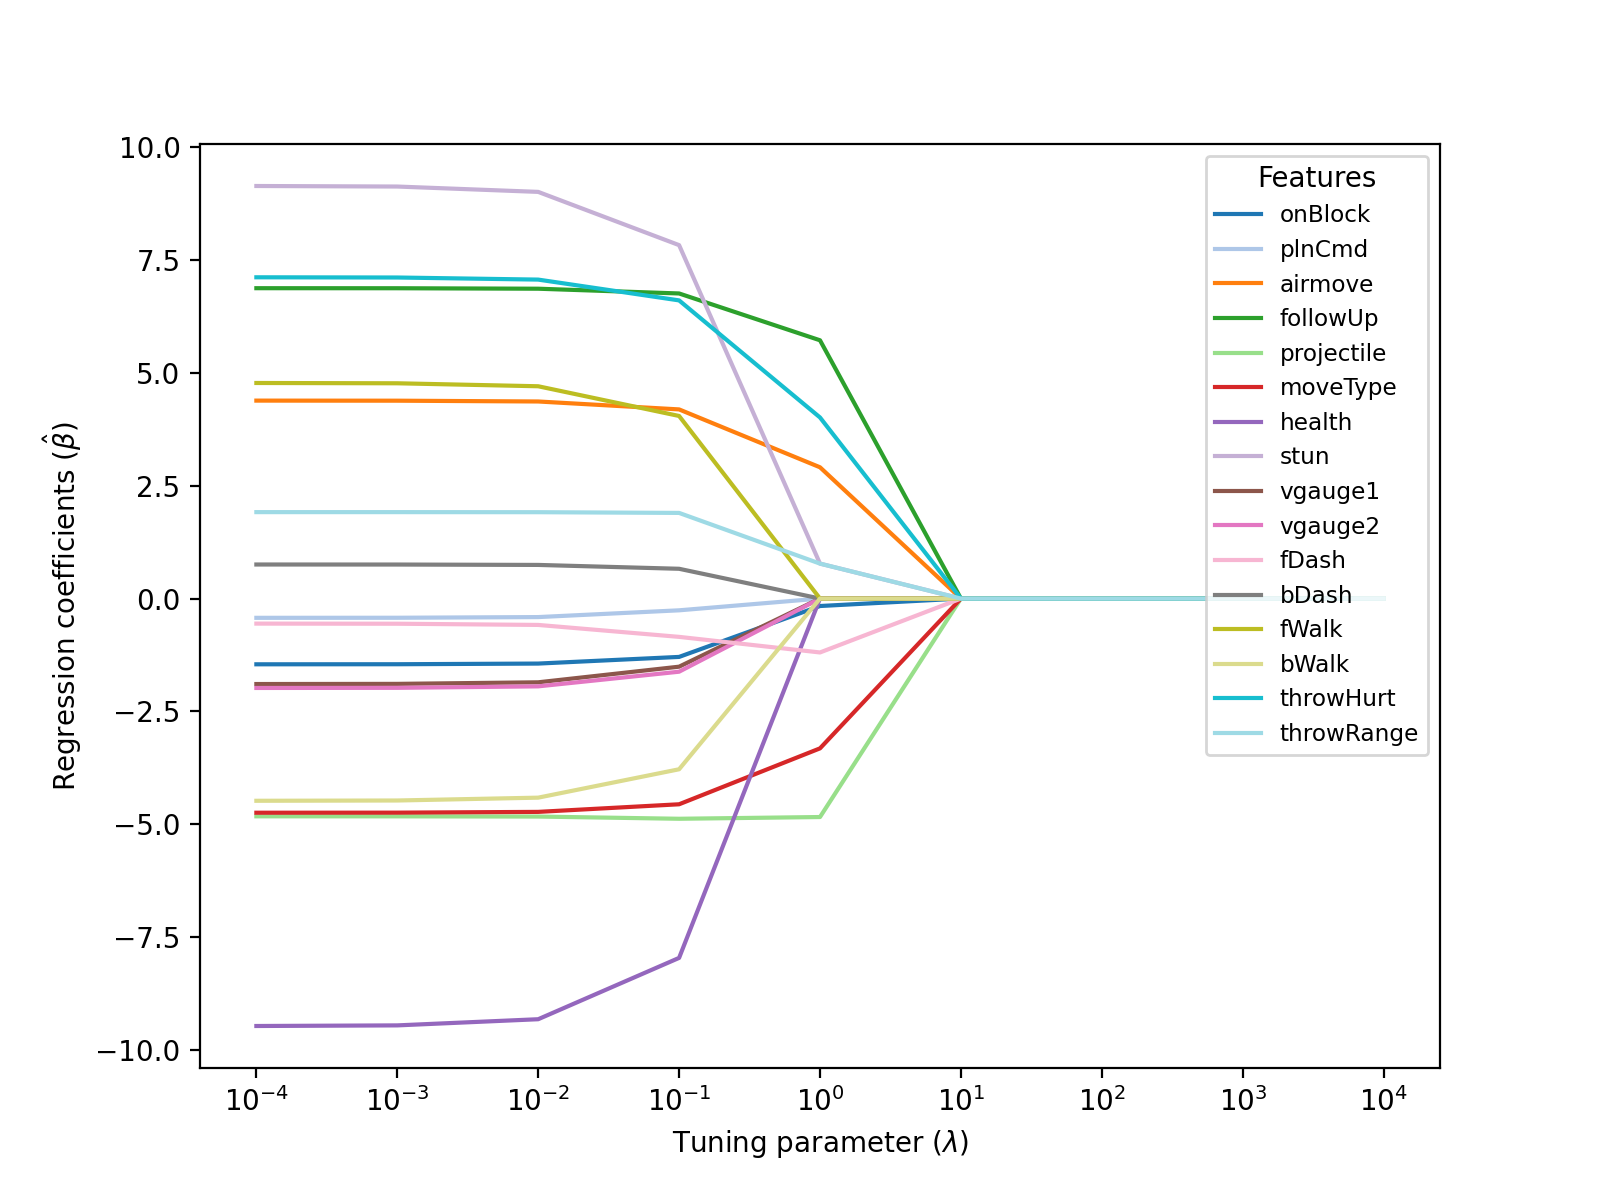 10.0
7.5
5.0
2.5
0.0
−2.5
−5.0
−7.5
−10.0
Regression coefficients (β̂)
10⁻⁴ 10⁻³ 10⁻² 10⁻¹ 10⁰ 10¹ 10² 10³ 10⁴
Tuning parameter (λ)
Features
onBlock
plnCmd
airmove
followUp
projectile
moveType
health
stun
vgauge1
vgauge2
fDash
bDash
fWalk
bWalk
throwHurt
throwRange